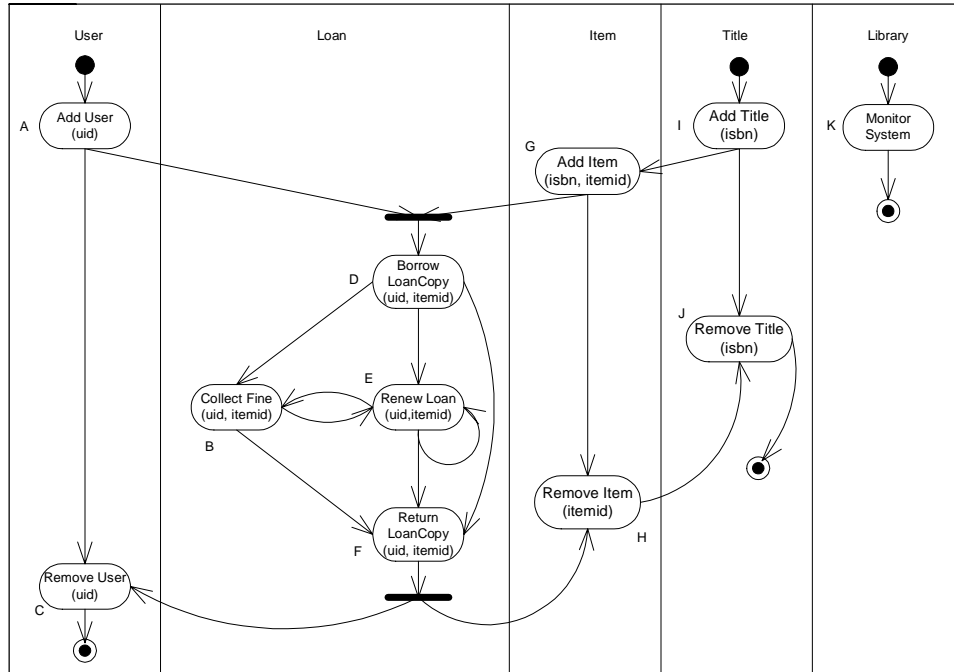 User
Loan
Item
Title
Library
A
Add User
(uid)
I
Add Title
(isbn)
K
Monitor
System
G
Add Item
(isbn, itemid)
D
Borrow
LoanCopy
(uid, itemid)
J
Remove Title
(isbn)
E
Collect Fine
(uid, itemid)
B
Renew Loan
(uid,itemid)
Remove Item
(itemid)
H
Return
LoanCopy
(uid, itemid)
F
Remove User
(uid)
C